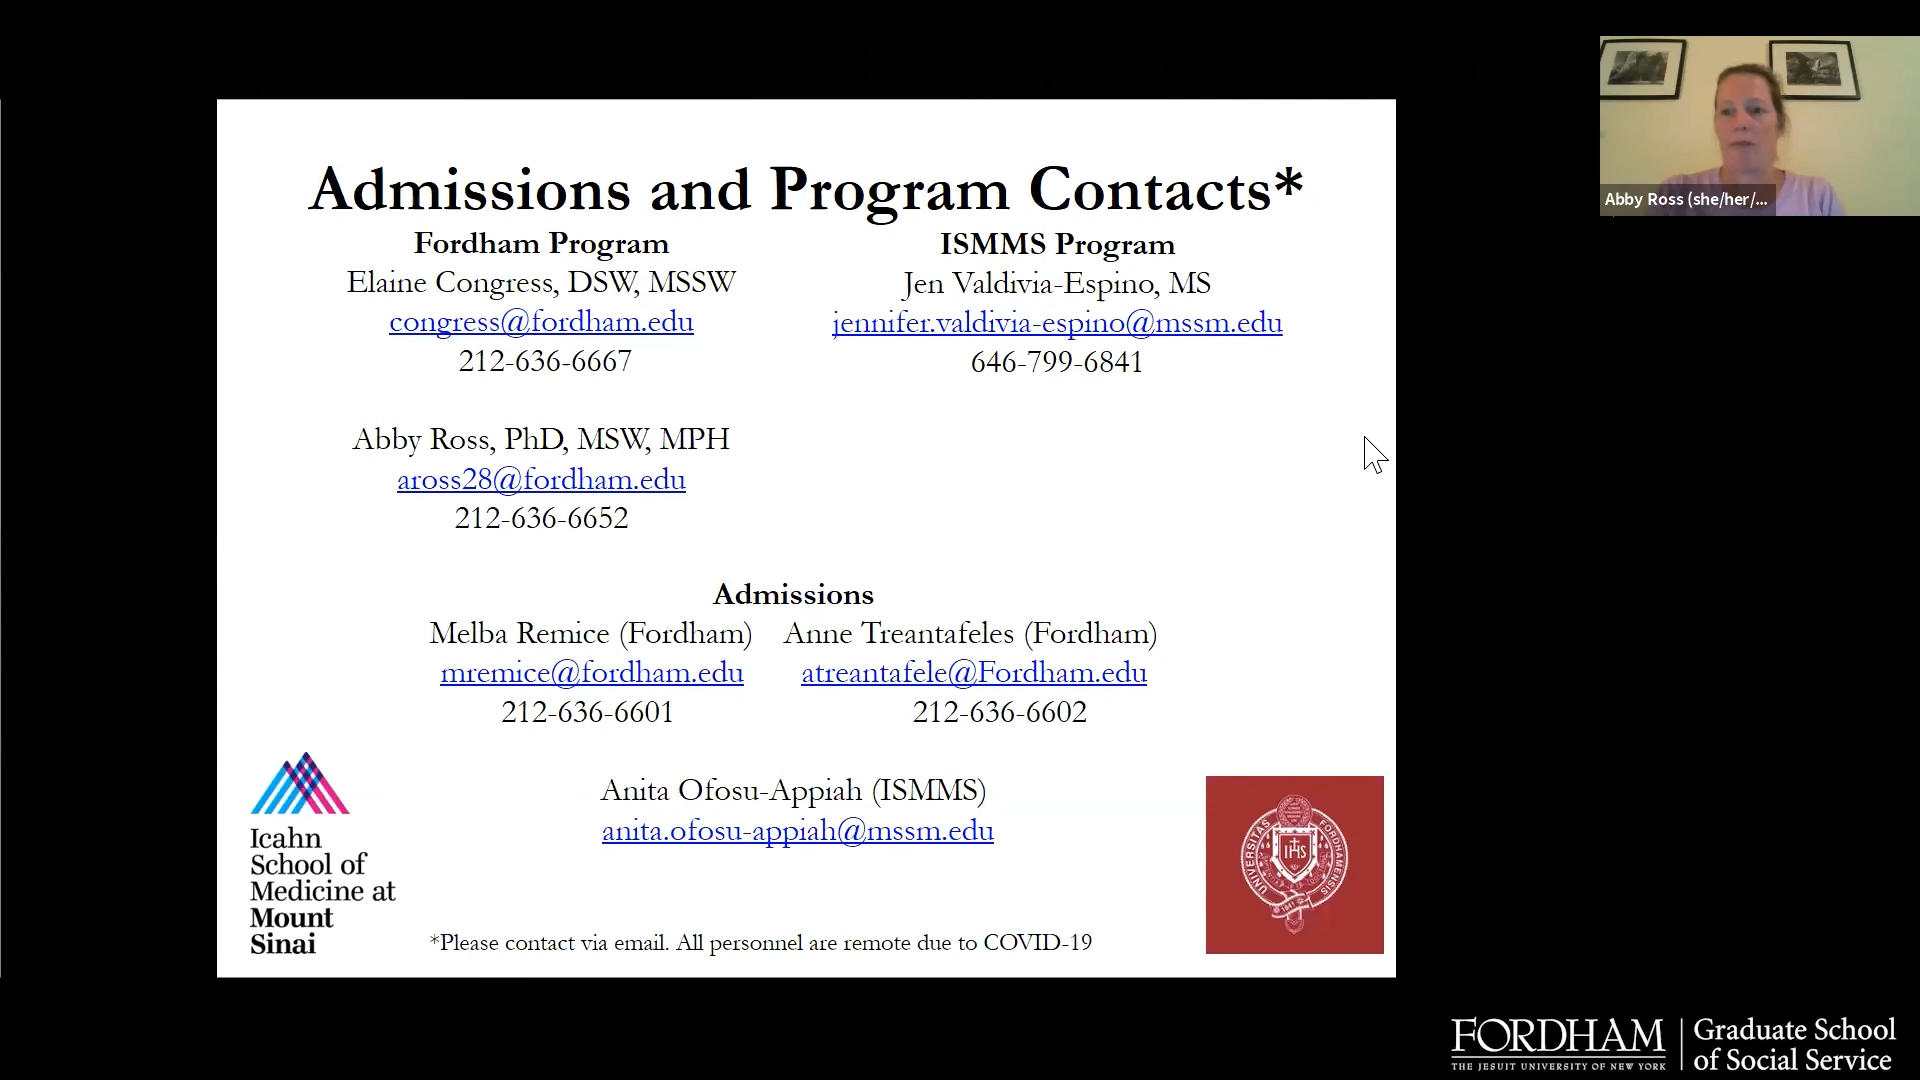 Admissions and Program Contacts*
Fordham Program
Elaine Congress, DSW, MSSW
congress@fordham.edu
212-636-6667
Abby Ross, PhD, MSW, MPH
aross28@fordham.edu
212-636-6652
ISMMS Program
Jen Valdivia-Espino, MS
jennifer.valdivia-espino@mssm.edu
646-799-6841
Admissions
Melba Remice (Fordham)
mremice@fordham.edu
212-636-6601
Anne Treantafeles (Fordham)
atreantafele@Fordham.edu
212-636-6602
Anita Ofosu-Appiah (ISMMS)
anita.ofosu-appiah@mssm.edu
*Please contact via email. All personnel are remote due to COVID-19
Icahn
School of
Medicine at
Mount
Sinai
UNIVERSITAS FORDHAMENSIS
IHS
1841
Abby Ross (she/her/...
FORDHAM
THE JESUIT UNIVERSITY OF NEW YORK
Graduate School
of Social Service